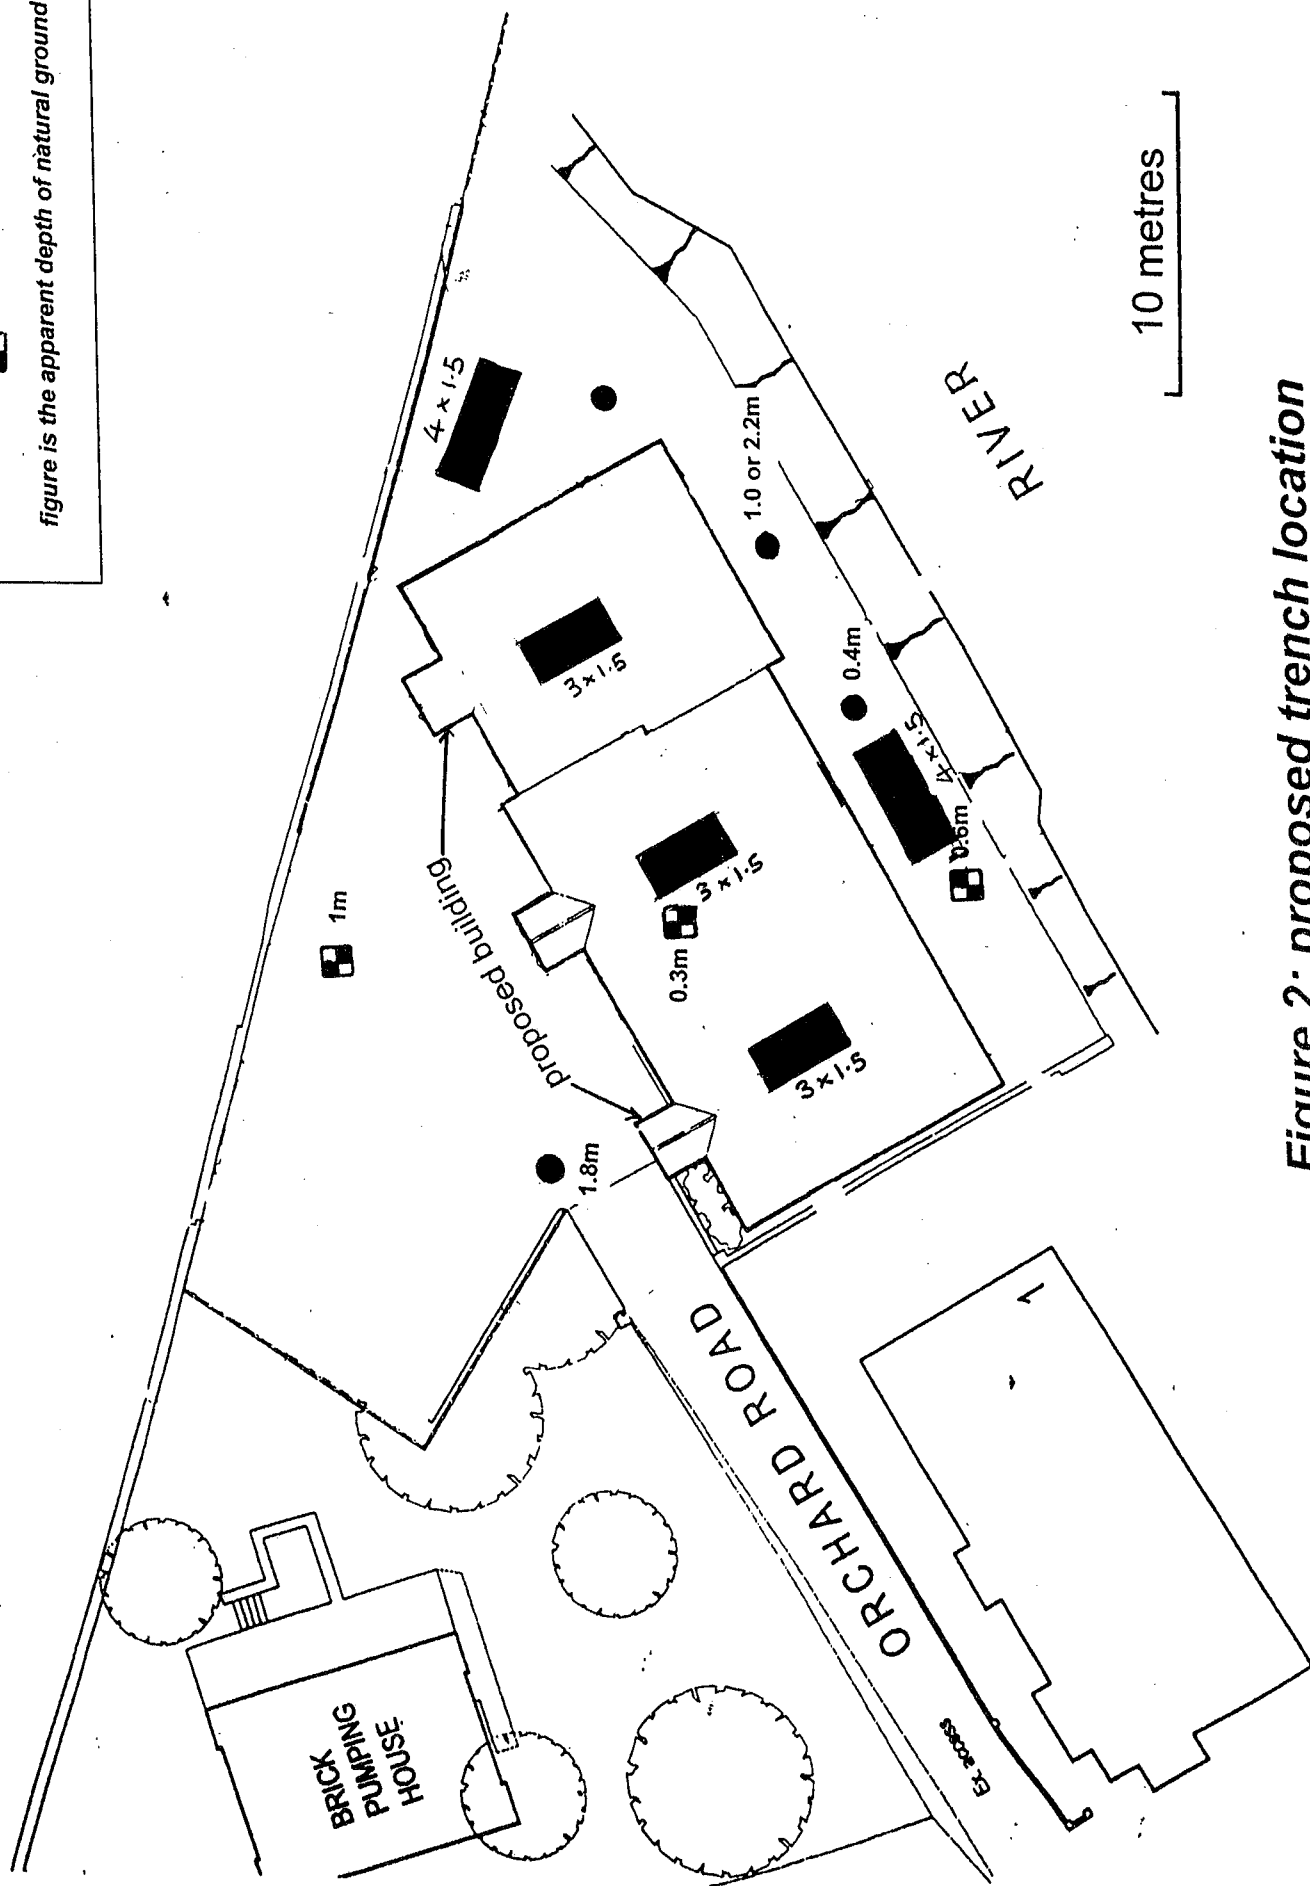 figure is the apparent depth of natural ground
4 x 1.5
10 metres
RIVER
1.0 or 2.2m
3 x 1.5
0.4m
4 x 1.5
3 x 1.5
0.6m
proposed building
1m
0.3m
3 x 1.5
1.8m
ORCHARD ROAD
1
BRICK
PUMPING
HOUSE
Ex. access
Figure 2: proposed trench location